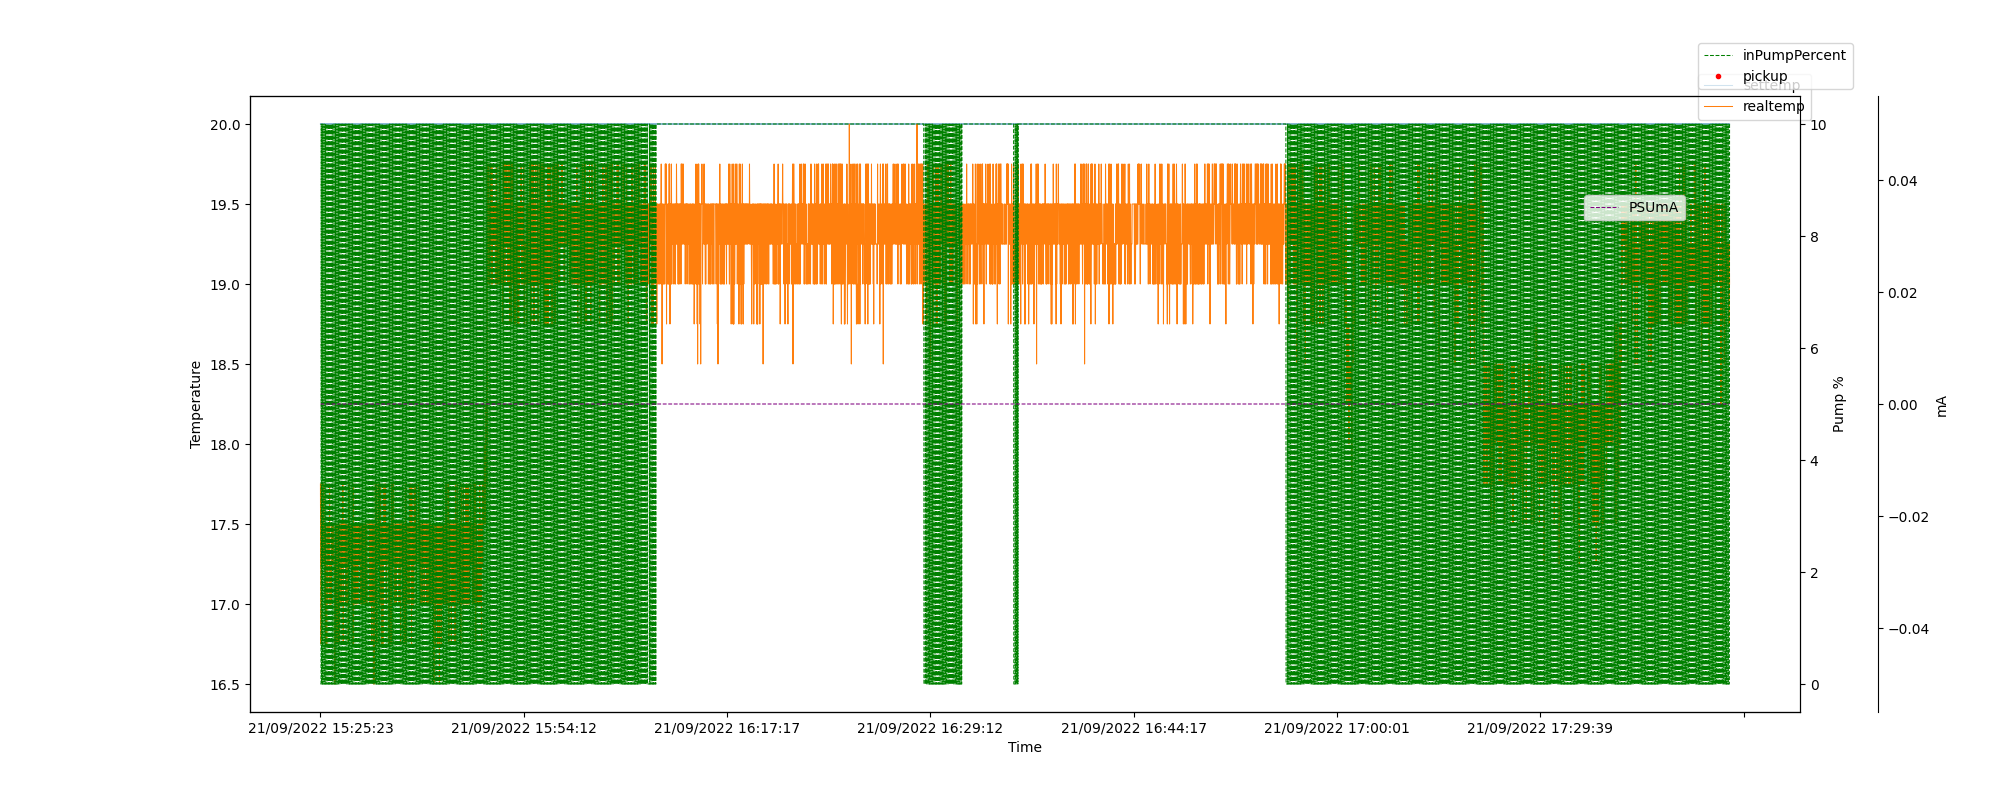 inPumpPercent
pickup
settemp
realtemp
PSUmA
20.0
19.5
19.0
18.5
18.0
17.5
17.0
16.5
Temperature
10
8
6
4
2
0
Pump %
0.04
0.02
0.00
−0.02
−0.04
mA
21/09/2022 15:25:23
21/09/2022 15:54:12
21/09/2022 16:17:17
21/09/2022 16:29:12
21/09/2022 16:44:17
21/09/2022 17:00:01
21/09/2022 17:29:39
Time